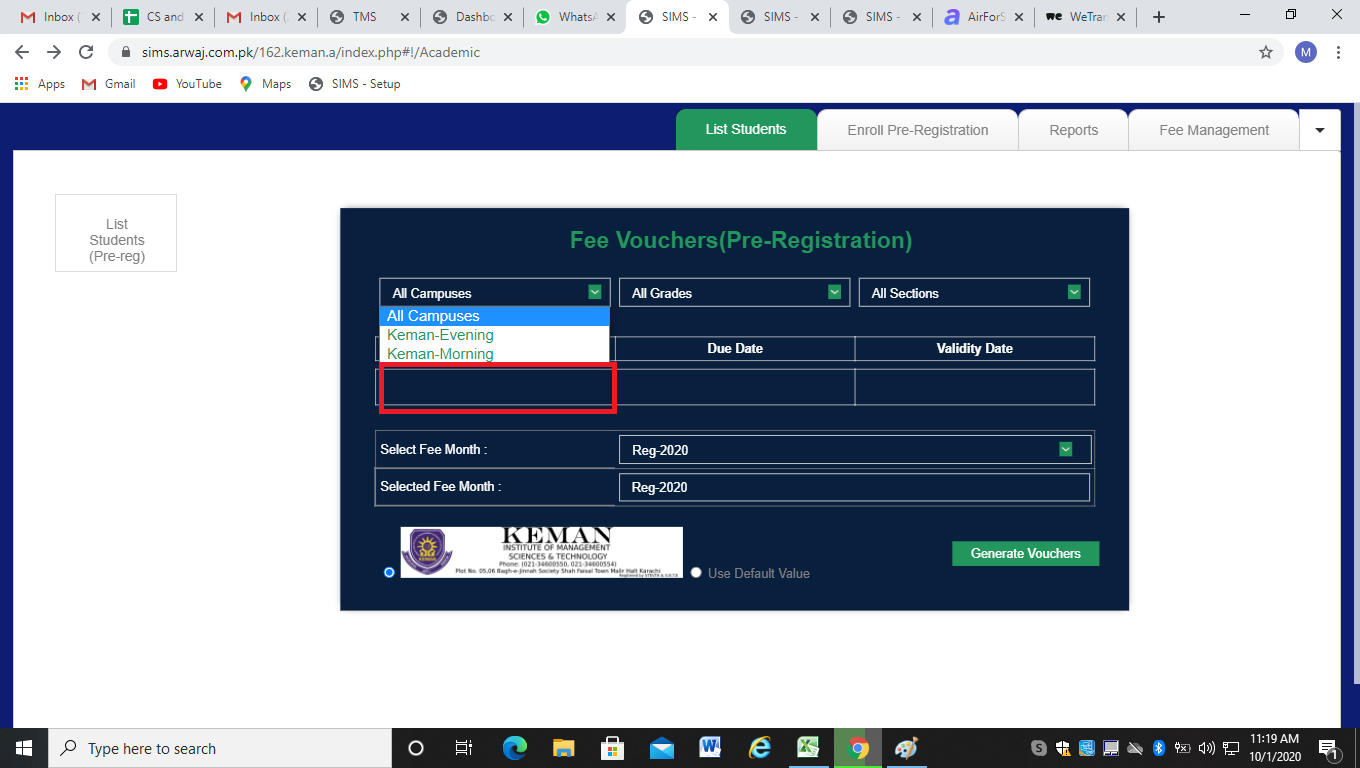 Inbox (
CS and
Inbox (2
TMS
Dashbo
WhatsA
SIMS -
SIMS -
SIMS -
AirForS
we WeTran
sims.arwaj.com.pk/162.keman.a/index.php#!/Academic
M
Apps
Gmail
YouTube
Maps
SIMS - Setup
List Students
Enroll Pre-Registration
Reports
Fee Management
List
Students
(Pre-reg)
Fee Vouchers(Pre-Registration)
All Campuses
All Grades
All Sections
All Campuses
Keman-Evening
Keman-Morning
Due Date
Validity Date
Select Fee Month :
Reg-2020
Selected Fee Month :
Reg-2020
KEMAN
KEMAN
INSTITUTE OF MANAGEMENT
SCIENCES & TECHNOLOGY
Phone: (021-34600550, 021-34600554)
Plot No. 05,06 Bagh-e-Jinnah Society Shah Faisal Town Malir Halt Karachi
Use Default Value
Generate Vouchers
Type here to search
11:19 AM
10/1/2020
1